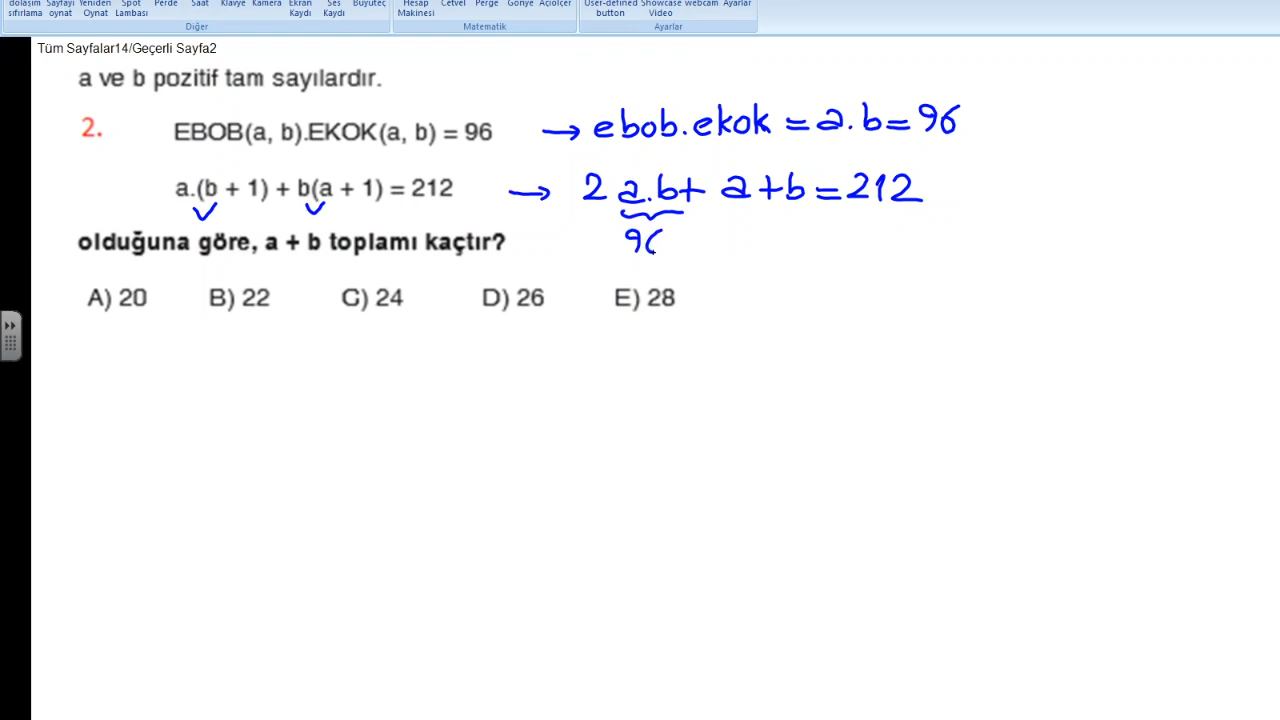 dolaşım Sayfayı Yeniden Spot Perde Saat Klavye Kamera Ekran Ses Büyüteç Hesap Cetvel Perge Gönye Açıölçer User-defined Showcase webcam Ayarlar
sıfırlama oynat Oynat Lambası Kaydı Kaydı Makinesi button Video
Diğer Matematik Ayarlar
Tüm Sayfalar14/Geçerli Sayfa2
a ve b pozitif tam sayılardır.
2. EBOB(a, b).EKOK(a, b) = 96 → ebob.ekok = a.b = 96
a.(b + 1) + b(a + 1) = 212 → 2 a.b + a + b = 212
96
olduğuna göre, a + b toplamı kaçtır?
A) 20 B) 22 C) 24 D) 26 E) 28